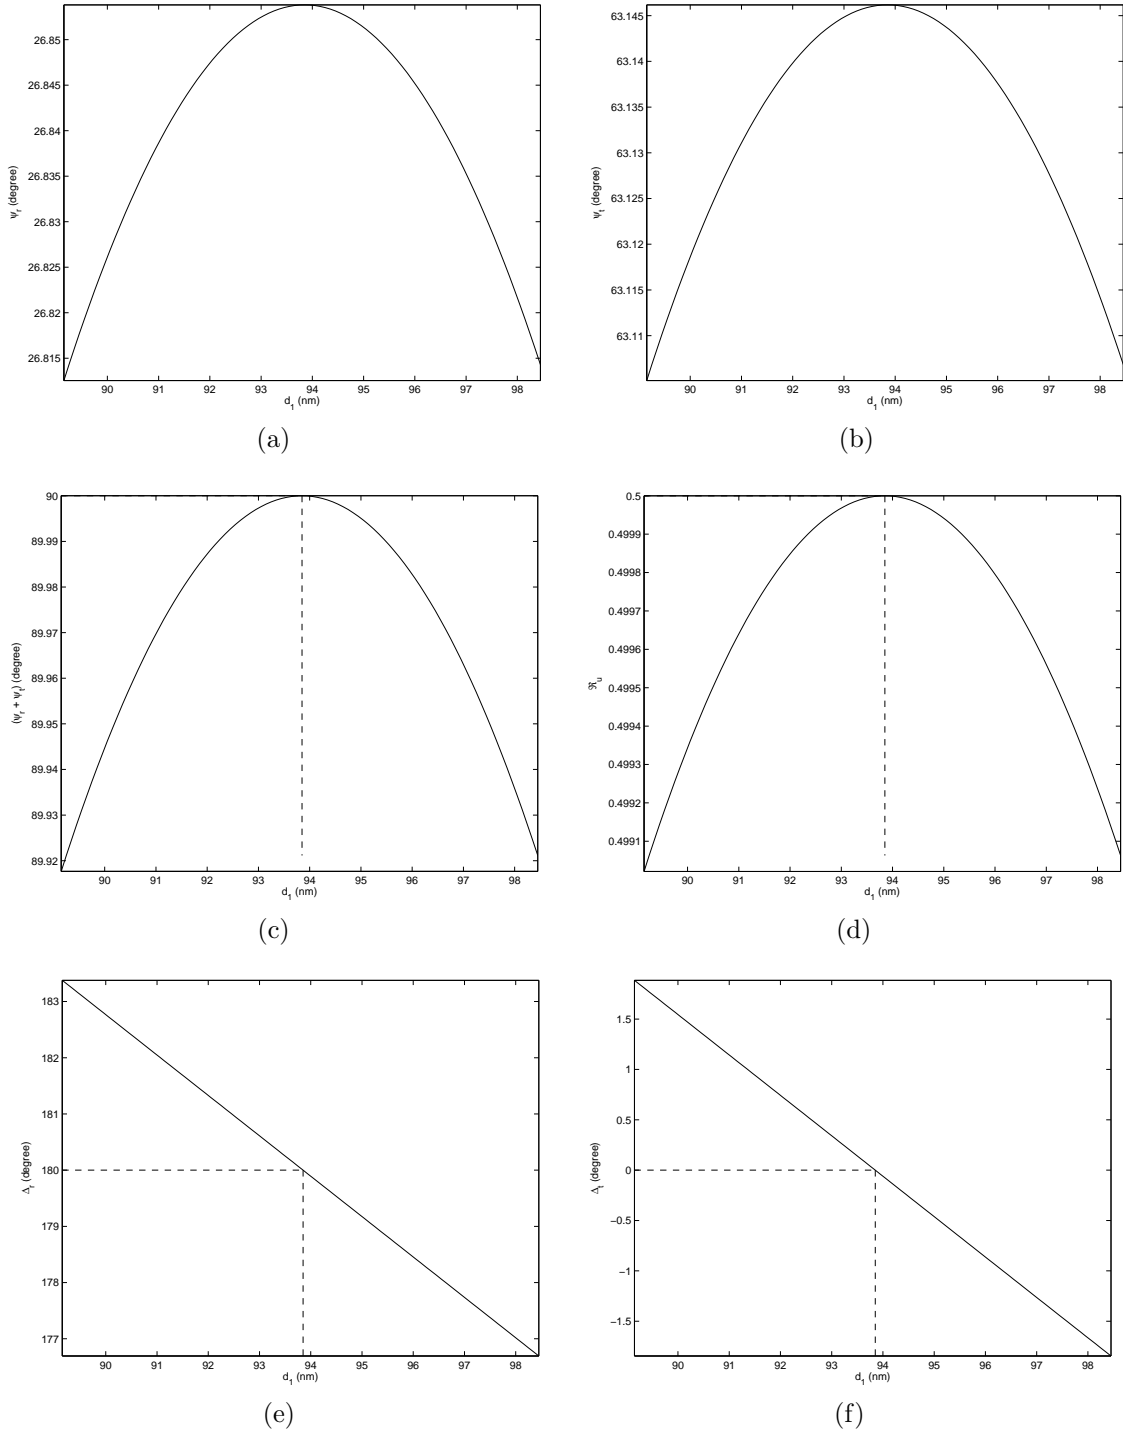 26.85
26.845
26.84
26.835
26.83
26.825
26.82
26.815
ψr (degree)
90 91 92 93 94 95 96 97 98
d1 (nm)
(a)
63.145
63.14
63.135
63.13
63.125
63.12
63.115
63.11
ψt (degree)
90 91 92 93 94 95 96 97 98
d1 (nm)
(b)
90
89.99
89.98
89.97
89.96
89.95
89.94
89.93
89.92
(ψr + ψt) (degree)
90 91 92 93 94 95 96 97 98
d1 (nm)
(c)
0.5
0.4999
0.4998
0.4997
0.4996
0.4995
0.4994
0.4993
0.4992
0.4991
ℜu
90 91 92 93 94 95 96 97 98
d1 (nm)
(d)
183
182
181
180
179
178
177
Δr (degree)
90 91 92 93 94 95 96 97 98
d1 (nm)
(e)
1.5
1
0.5
0
−0.5
−1
−1.5
Δt (degree)
90 91 92 93 94 95 96 97 98
d1 (nm)
(f)